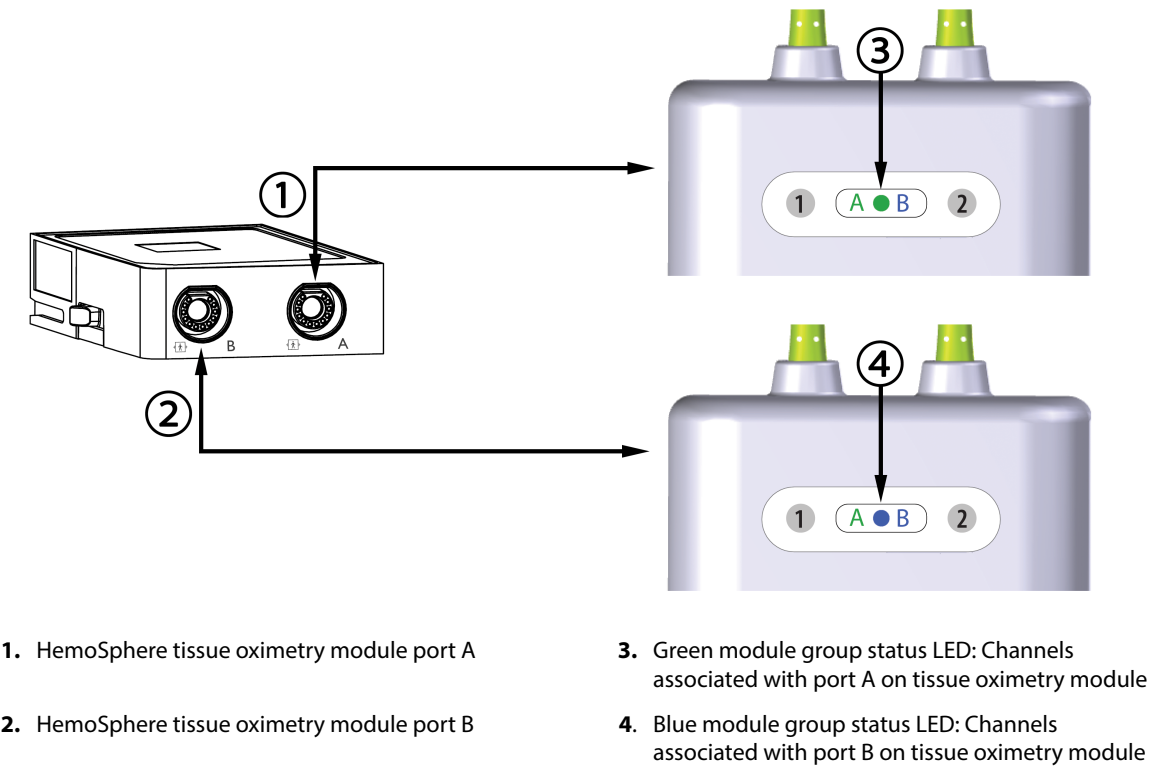 3
1
1 A B 2
B A
2
4
1 A B 2
1. HemoSphere tissue oximetry module port A
2. HemoSphere tissue oximetry module port B
3. Green module group status LED: Channels
associated with port A on tissue oximetry module
4. Blue module group status LED: Channels
associated with port B on tissue oximetry module